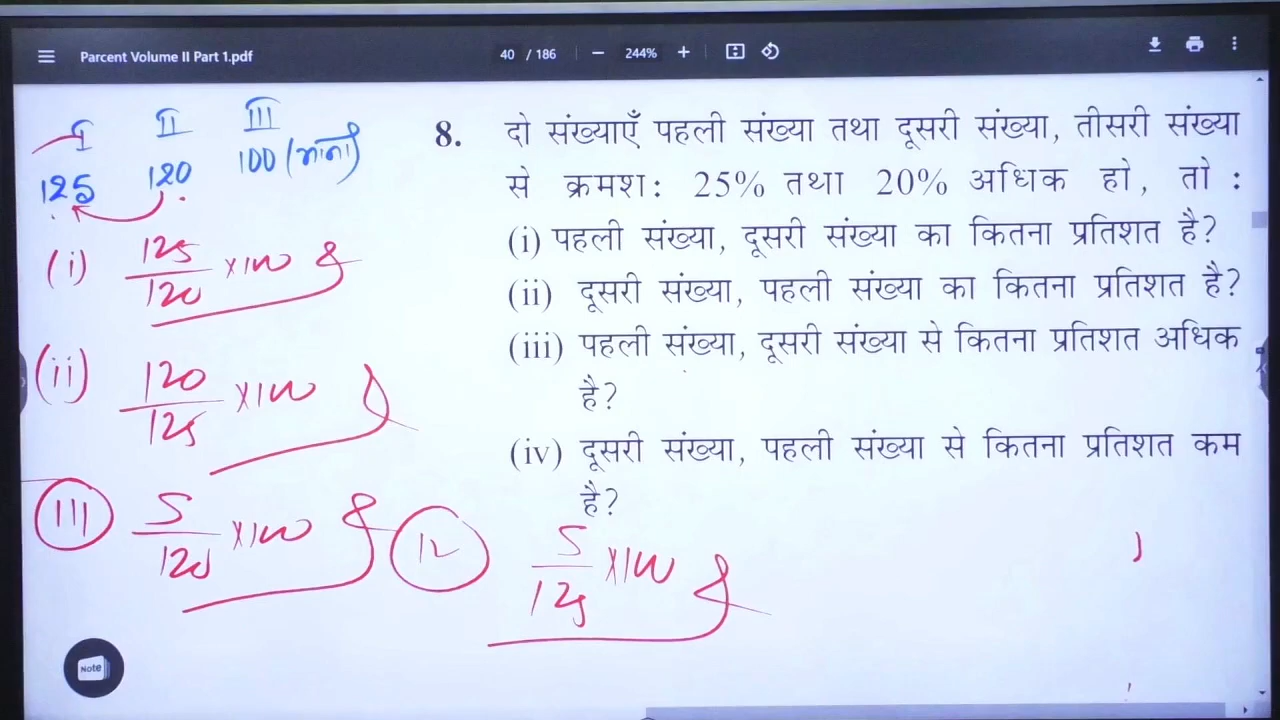 Parcent Volume II Part 1.pdf
40 / 186
244%
I II III
125 120 100 (माना)
(i) 125/120 ×100
(ii) 120/125 ×100
III 5/120 ×100
IV 5/125 ×100
8. दो संख्याएँ पहली संख्या तथा दूसरी संख्या, तीसरी संख्या
से क्रमश: 25% तथा 20% अधिक हो, तो :
(i) पहली संख्या, दूसरी संख्या का कितना प्रतिशत है?
(ii) दूसरी संख्या, पहली संख्या का कितना प्रतिशत है?
(iii) पहली संख्या, दूसरी संख्या से कितना प्रतिशत अधिक
है?
(iv) दूसरी संख्या, पहली संख्या से कितना प्रतिशत कम
है?
Note